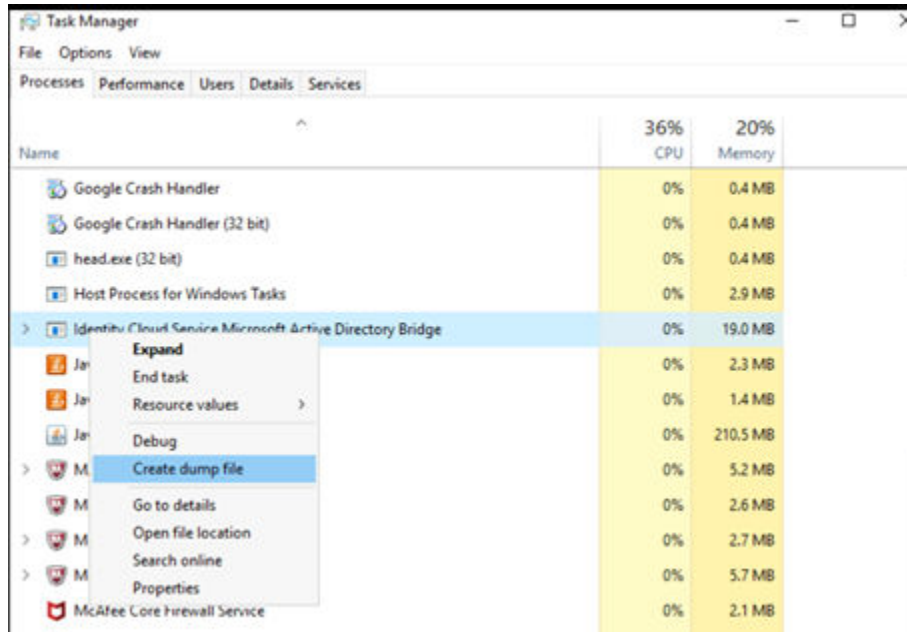 Task Manager
File Options View
Processes Performance Users Details Services
36% 20%
Name CPU Memory
Google Crash Handler 0% 0.4 MB
Google Crash Handler (32 bit) 0% 0.4 MB
head.exe (32 bit) 0% 0.4 MB
Host Process for Windows Tasks 0% 2.9 MB
Identity Cloud Service Microsoft Active Directory Bridge 0% 19.0 MB
Expand
Ja 0% 2.3 MB
End task
Ja 0% 1.4 MB
Resource values
Ja 0% 210.5 MB
Debug
M 0% 5.2 MB
Create dump file
M 0% 2.6 MB
Go to details
M 0% 2.7 MB
Open file location
Search online
M 0% 5.7 MB
Properties
McAfee Core Firewall Service 0% 2.1 MB